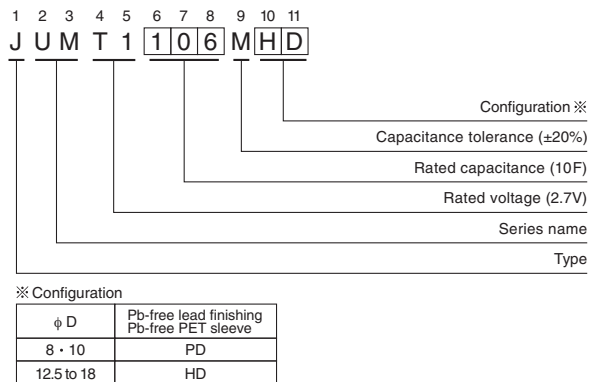 1 2 3 4 5 6 7 8 9 10 11
J U M T 1 1 0 6 M H D
Configuration ※
Capacitance tolerance (±20%)
Rated capacitance (10F)
Rated voltage (2.7V)
Series name
Type
※ Configuration
ϕ D
Pb-free lead finishing
Pb-free PET sleeve
8・10 PD
12.5 to 18 HD